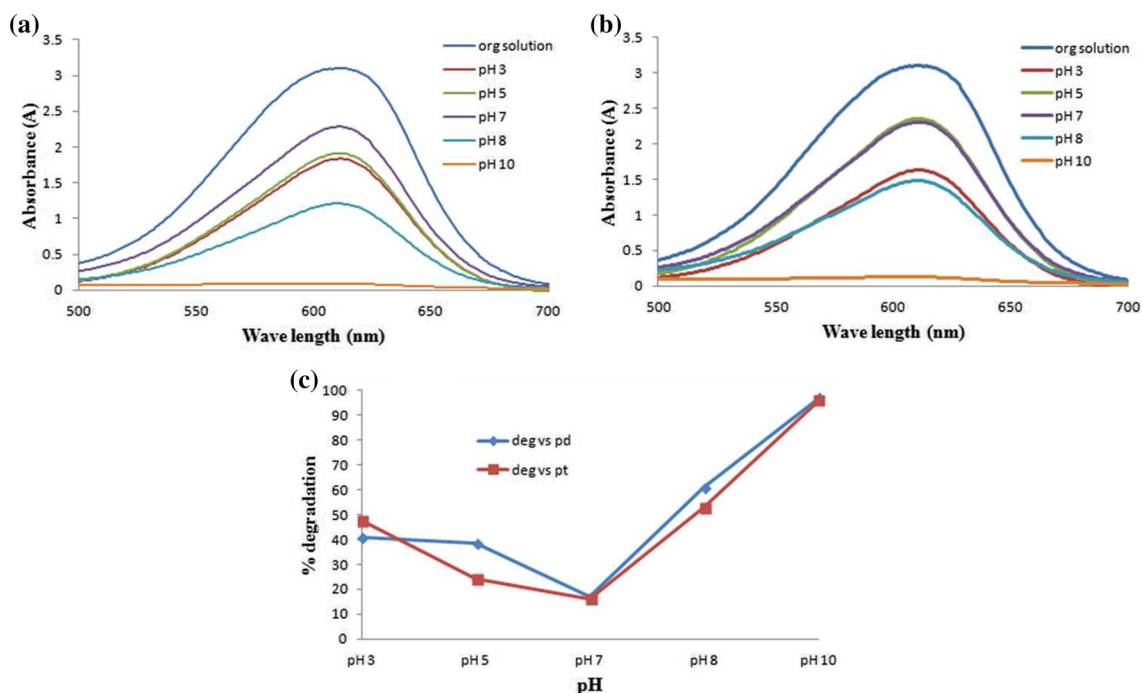 (a)
Absorbance (A)
3.5
3
2.5
2
1.5
1
0.5
0
500 550 600 650 700
Wave length (nm)
org solution
pH 3
pH 5
pH 7
pH 8
pH 10
(b)
Absorbance (A)
3.5
3
2.5
2
1.5
1
0.5
0
500 550 600 650 700
Wave length (nm)
org solution
pH 3
pH 5
pH 7
pH 8
pH 10
(c)
% degradation
100
90
80
70
60
50
40
30
20
10
0
pH 3 pH 5 pH 7 pH 8 pH 10
pH
deg vs pd
deg vs pt